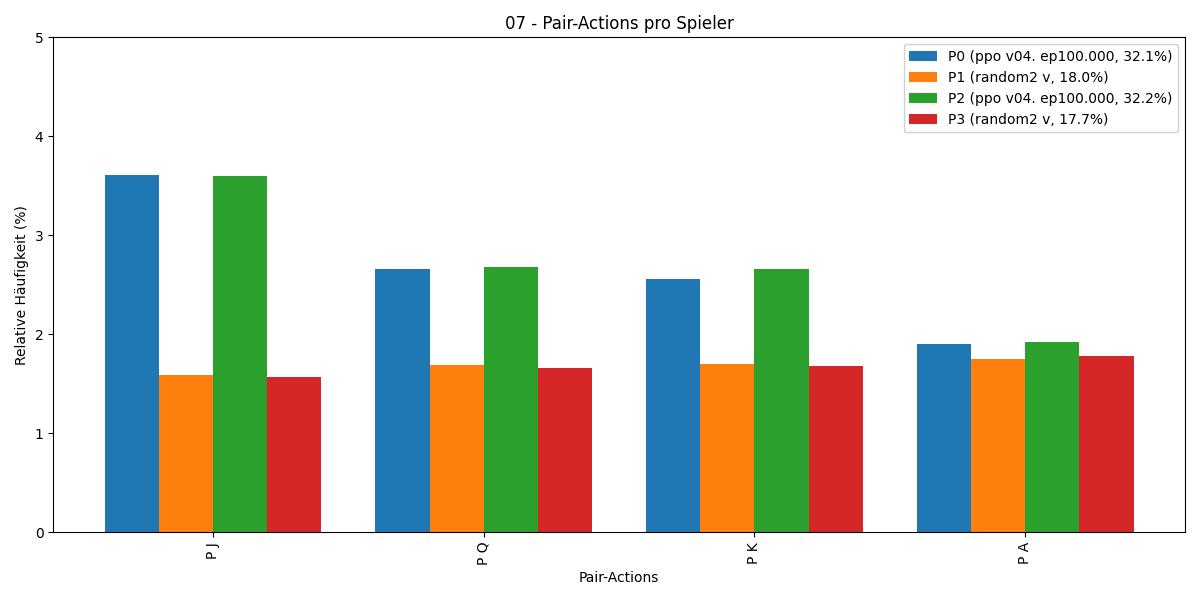 07 - Pair-Actions pro Spieler
P0 (ppo v04. ep100.000, 32.1%)
P1 (random2 v, 18.0%)
P2 (ppo v04. ep100.000, 32.2%)
P3 (random2 v, 17.7%)
Relative Häufigkeit (%)
5
4
3
2
1
0
P J
P Q
P K
P A
Pair-Actions